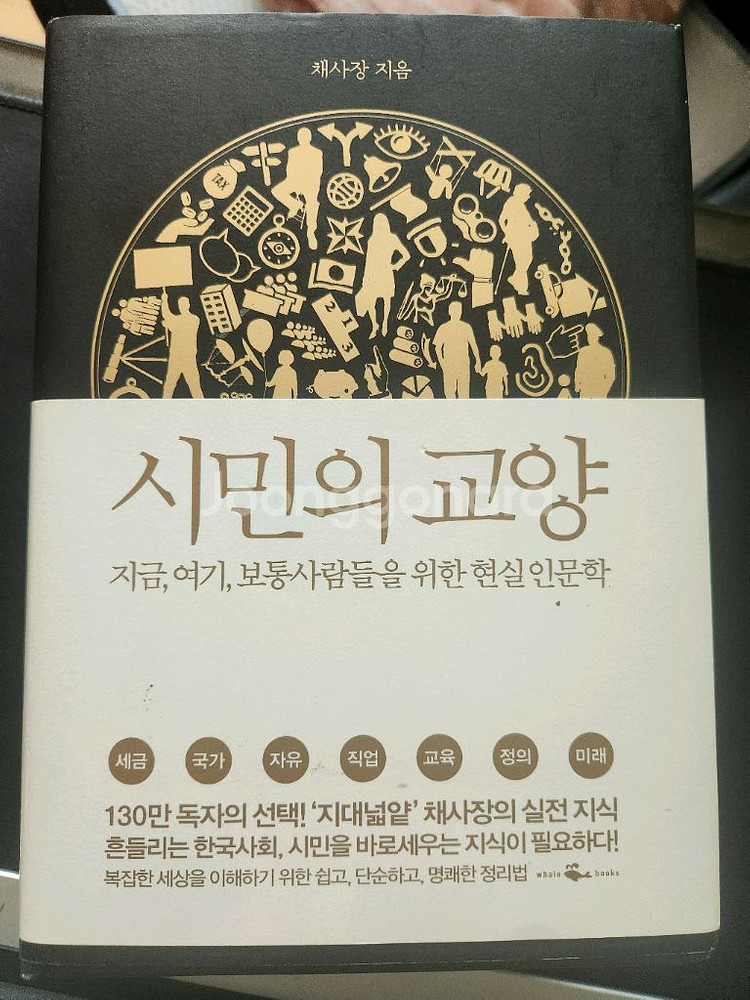 채사장 지음
TAX
2 1 3
시민의 교양
Joonggonara
지금, 여기, 보통 사람들을 위한 현실 인문학
세금 국가 자유 직업 교육 정의 미래
130만 독자의 선택! ‘지대넓얕’ 채사장의 실전 지식
흔들리는 한국사회, 시민을 바로세우는 지식이 필요하다!
복잡한 세상을 이해하기 위한 쉽고, 단순하고, 명쾌한 정리법 whale books